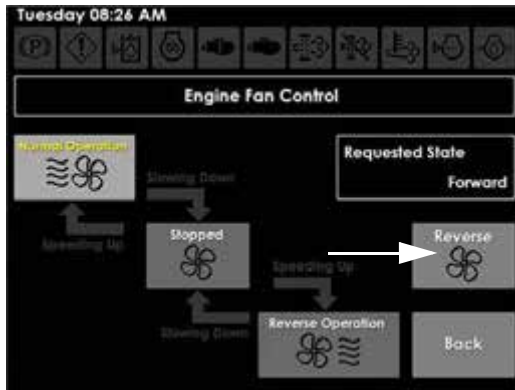 Tuesday 08:26 AM
(P)
Engine Fan Control
Normal Operation
Requested State
Forward
Slowing Down
Speeding Up
Stopped
Reverse
Speeding Up
Slowing Down
Reverse Operation
Back